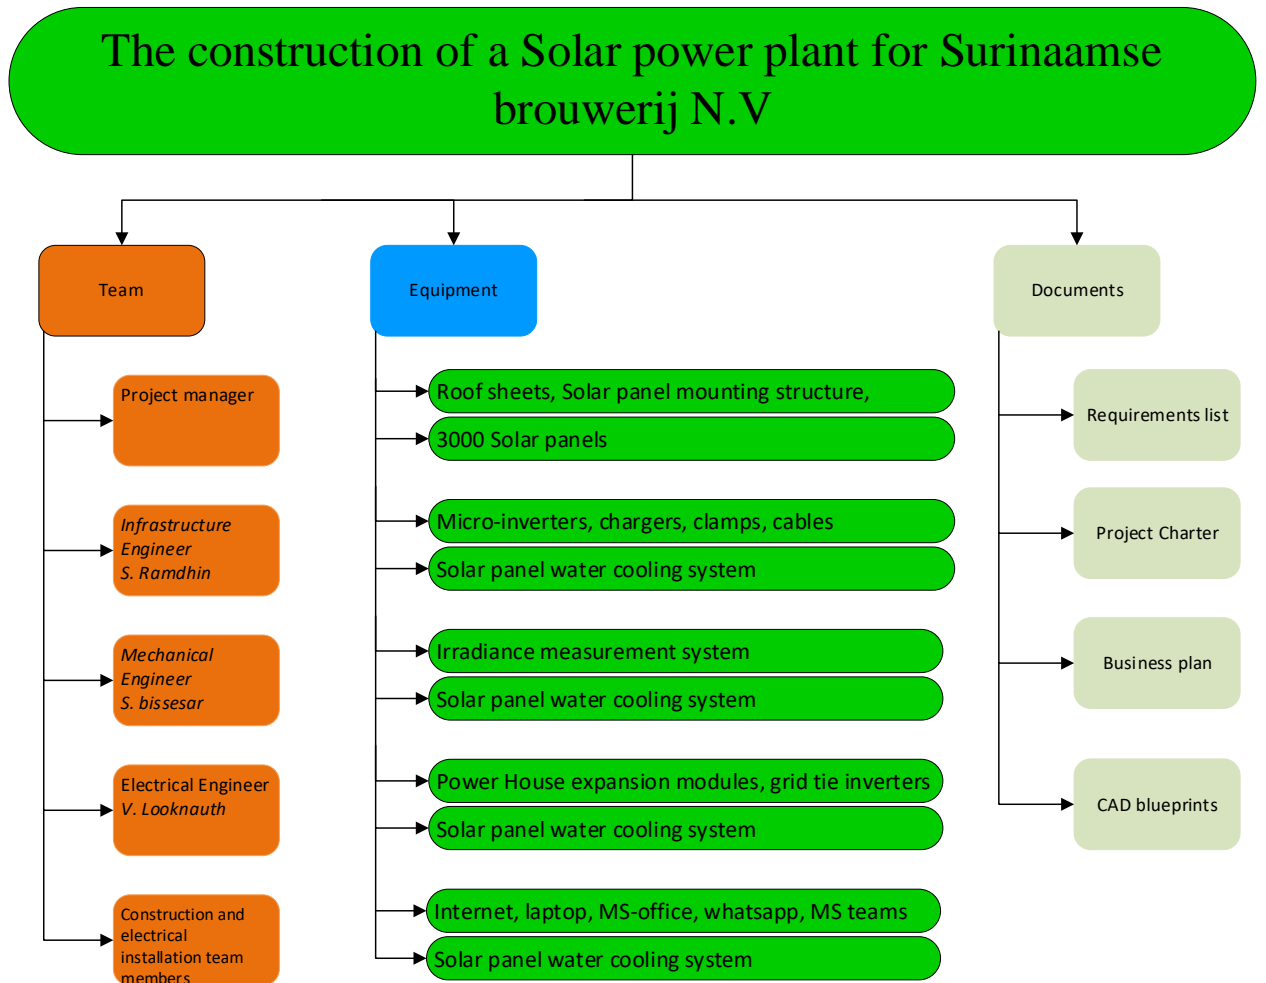 The construction of a Solar power plant for Surinaamse
brouwerij N.V
Team
Project manager
Infrastructure
Engineer
S. Ramdhin
Mechanical
Engineer
S. bissesar
Electrical Engineer
V. Looknauth
Construction and
electrical
installation team
members
Equipment
Roof sheets, Solar panel mounting structure,
3000 Solar panels
Micro-inverters, chargers, clamps, cables
Solar panel water cooling system
Irradiance measurement system
Solar panel water cooling system
Power House expansion modules, grid tie inverters
Solar panel water cooling system
Internet, laptop, MS-office, whatsapp, MS teams
Solar panel water cooling system
Documents
Requirements list
Project Charter
Business plan
CAD blueprints